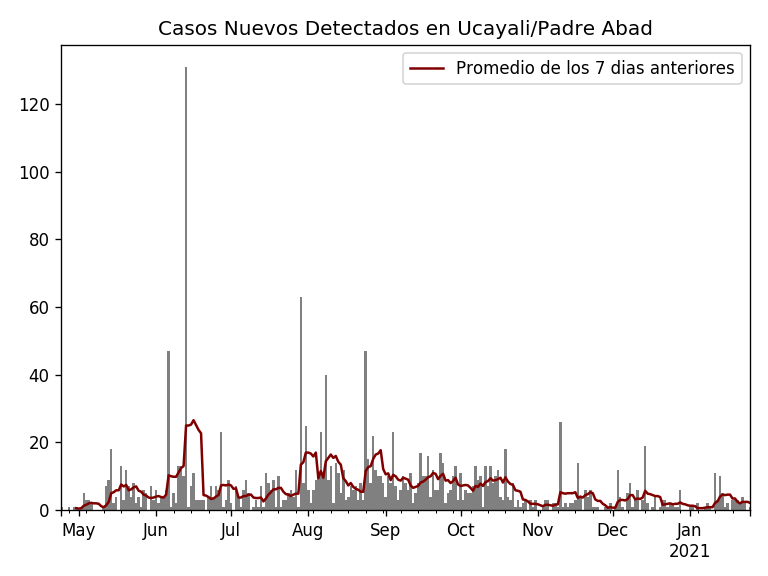 Casos Nuevos Detectados en Ucayali/Padre Abad
Promedio de los 7 dias anteriores
120
100
80
60
40
20
0
May Jun Jul Aug Sep Oct Nov Dec Jan
2021